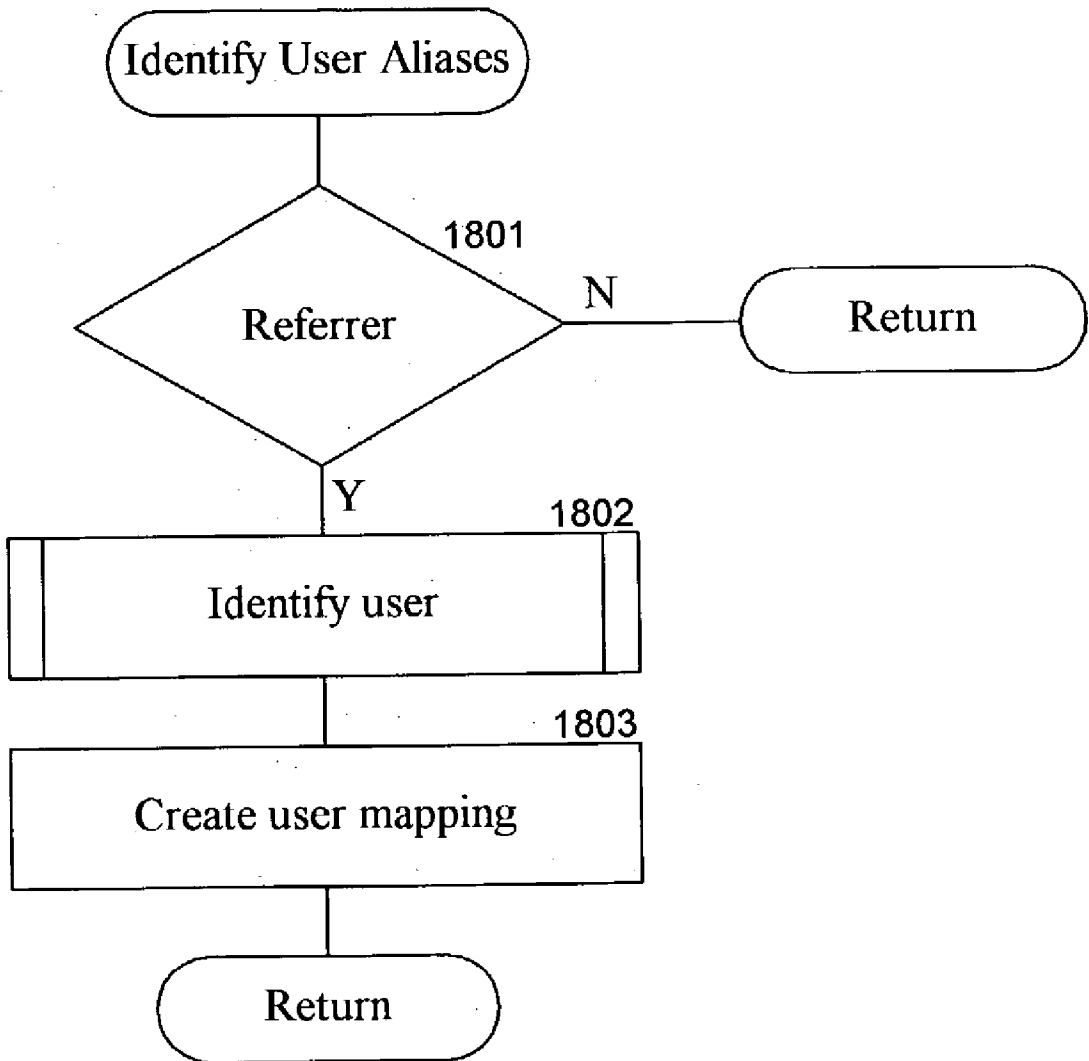 Identify User Aliases
1801
Referrer
N
Return
Y
1802
Identify user
1803
Create user mapping
Return